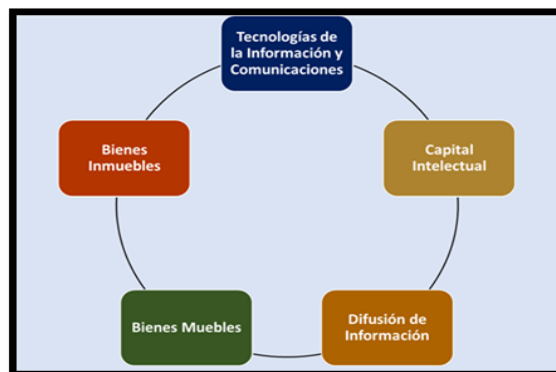 Tecnologías de
la Información y
Comunicaciones
Bienes
Inmuebles
Capital
Intelectual
Bienes Muebles
Difusión de
Información